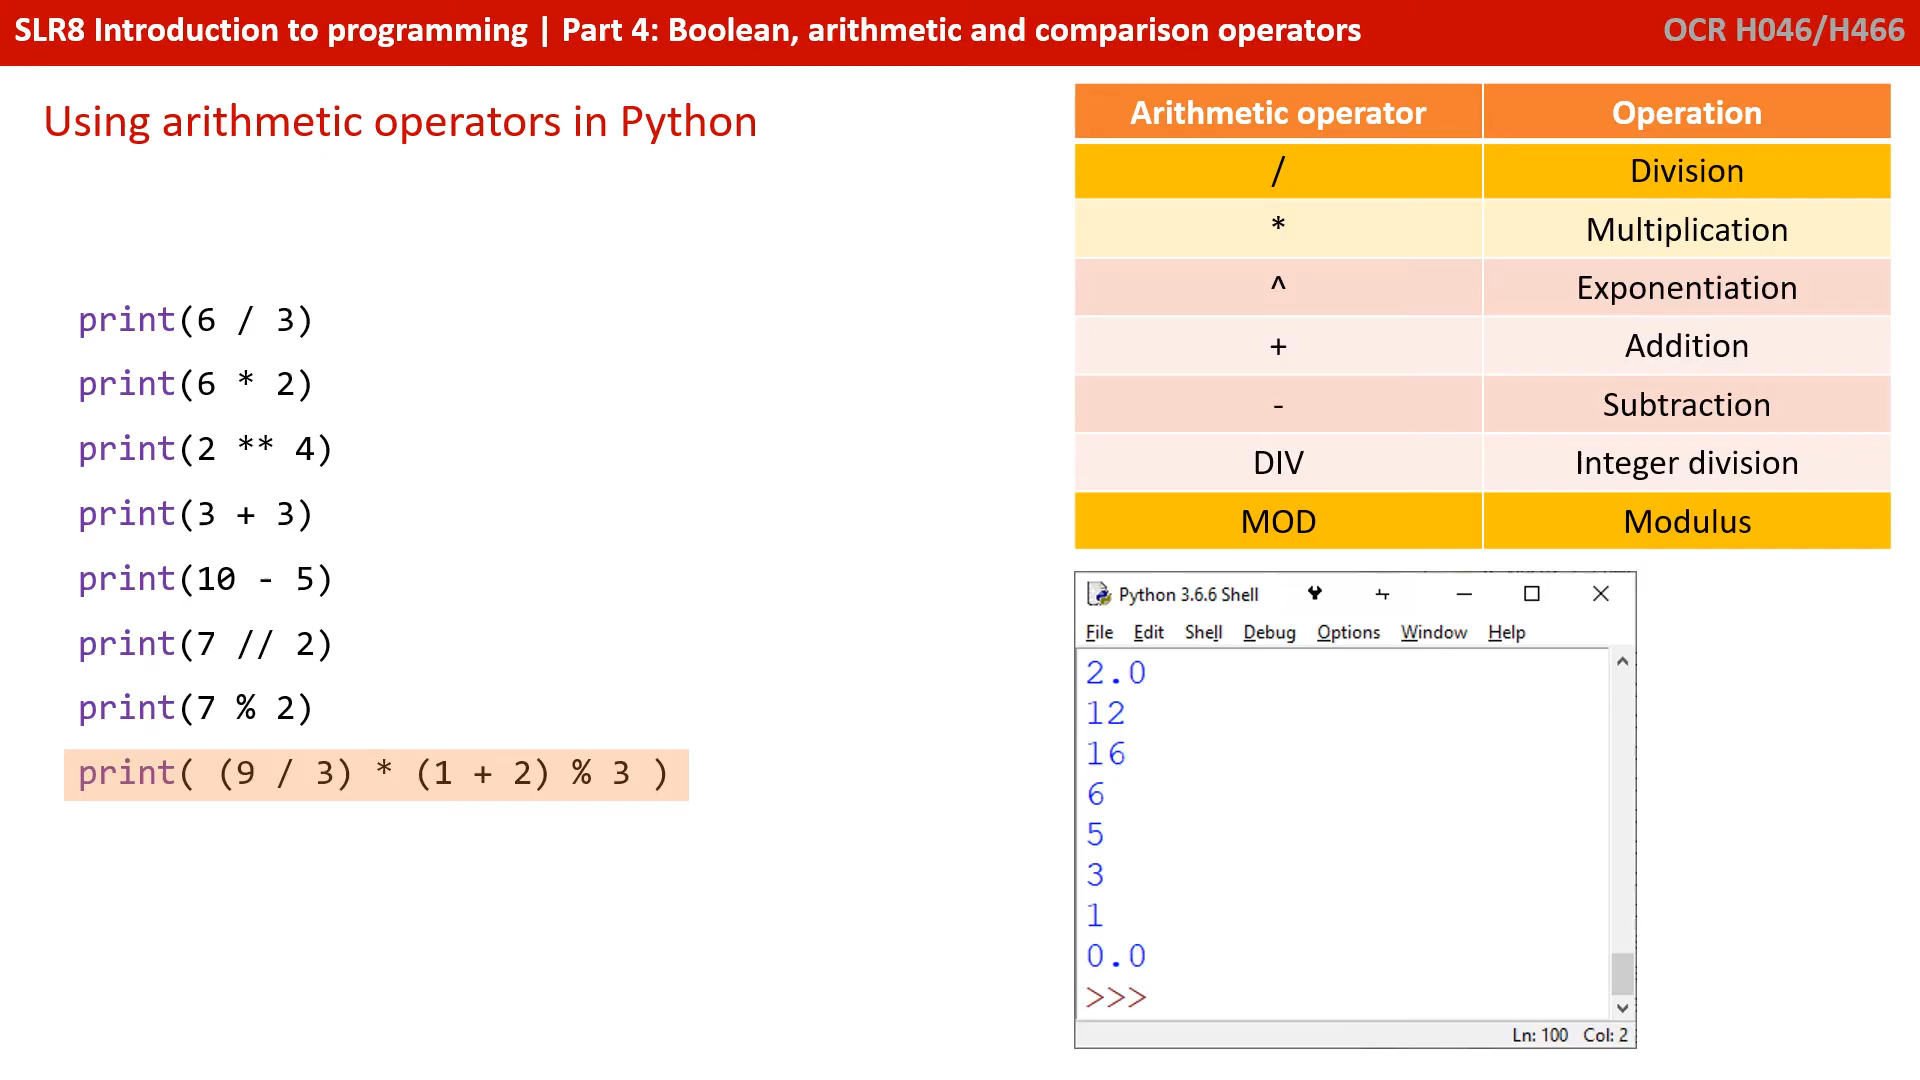 SLR8 Introduction to programming | Part 4: Boolean, arithmetic and comparison operators
OCR H046/H466
Using arithmetic operators in Python
print(6 / 3)
print(6 * 2)
print(2 ** 4)
print(3 + 3)
print(10 - 5)
print(7 // 2)
print(7 % 2)
print( (9 / 3) * (1 + 2) % 3 )
Arithmetic operator Operation
/ Division
* Multiplication
^ Exponentiation
+ Addition
- Subtraction
DIV Integer division
MOD Modulus
Python 3.6.6 Shell
File Edit Shell Debug Options Window Help
2.0
12
16
6
5
3
1
0.0
>>>
Ln: 100 Col: 2